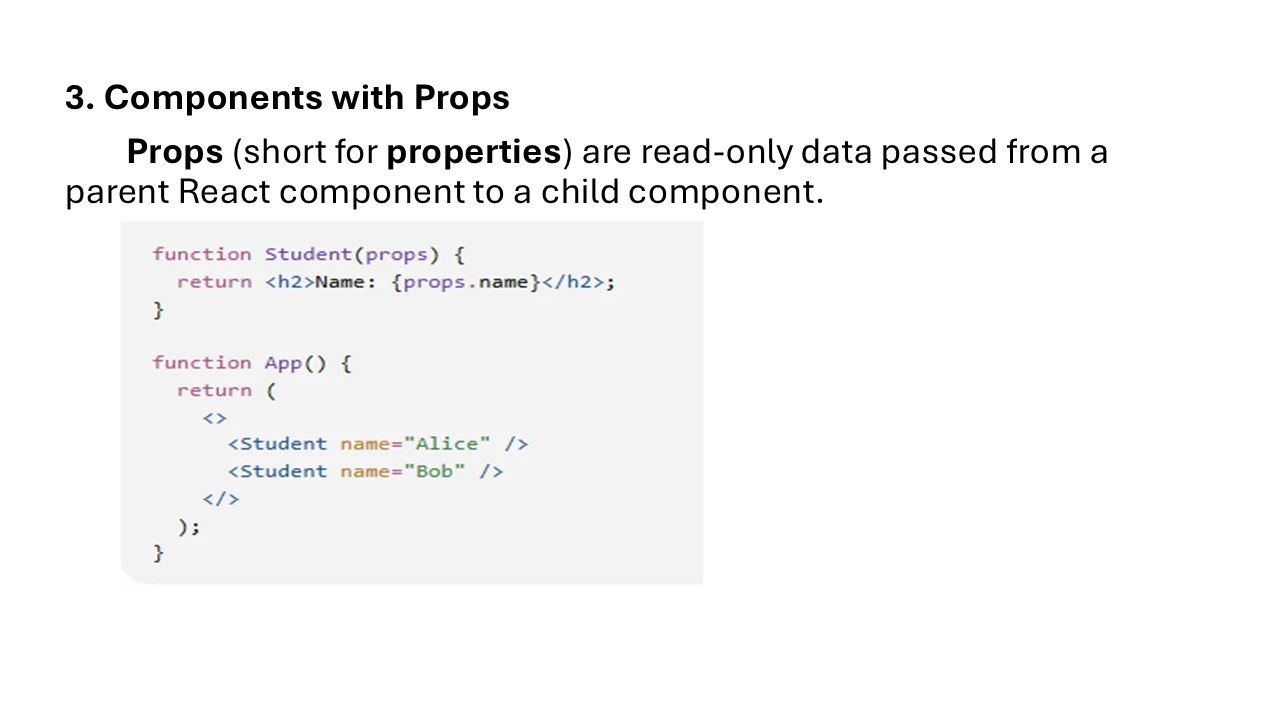 3. Components with Props
Props (short for properties) are read-only data passed from a
parent React component to a child component.
function Student(props) {
  return <h2>Name: {props.name}</h2>;
}
function App() {
  return (
    <>
      <Student name="Alice" />
      <Student name="Bob" />
    </>
  );
}